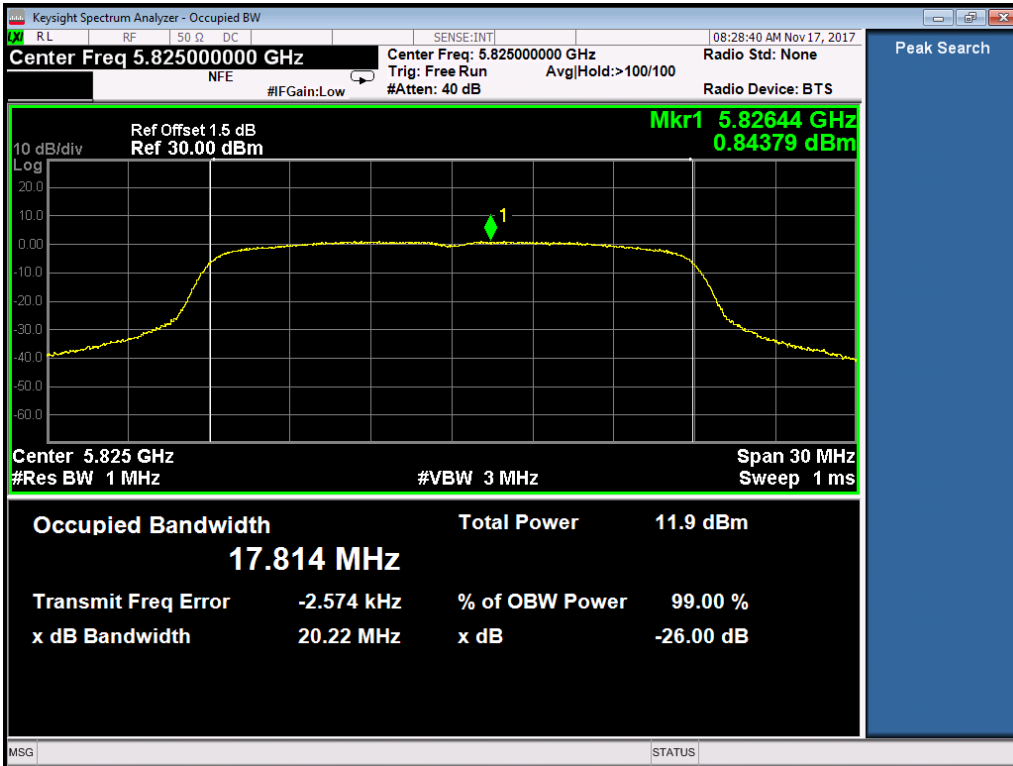 Keysight Spectrum Analyzer - Occupied BW
LXI RL RF 50 Ω DC SENSE:INT 08:28:40 AM Nov 17, 2017
Center Freq 5.825000000 GHz Center Freq: 5.825000000 GHz Radio Std: None
NFE Trig: Free Run Avg|Hold:>100/100
#IFGain:Low #Atten: 40 dB Radio Device: BTS
Peak Search
Mkr1 5.82644 GHz
0.84379 dBm
Ref Offset 1.5 dB
10 dB/div Ref 30.00 dBm
Log
20.0
10.0
1
0.00
-10.0
-20.0
-30.0
-40.0
-50.0
-60.0
Center 5.825 GHz Span 30 MHz
#Res BW 1 MHz #VBW 3 MHz Sweep 1 ms
Occupied Bandwidth Total Power 11.9 dBm
17.814 MHz
Transmit Freq Error -2.574 kHz % of OBW Power 99.00 %
x dB Bandwidth 20.22 MHz x dB -26.00 dB
MSG STATUS